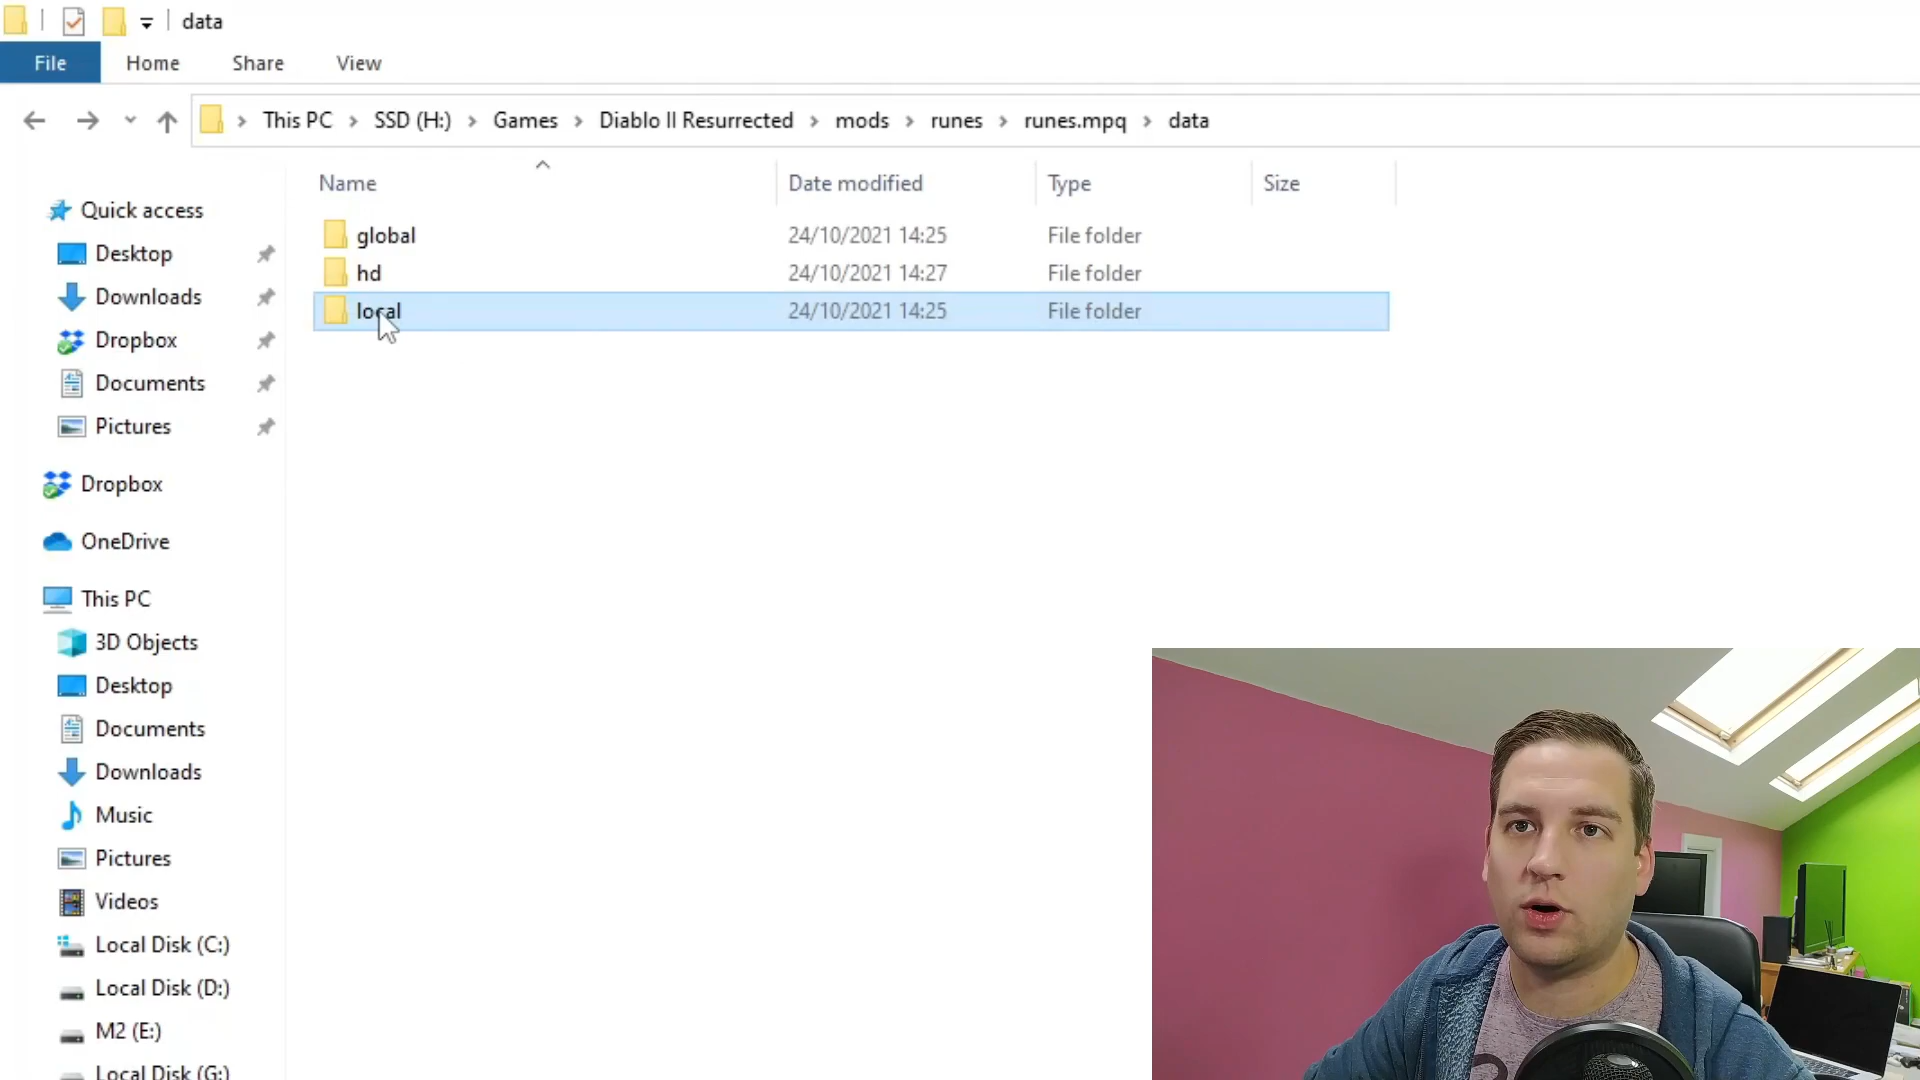 data
File Home Share View
This PC SSD (H:) Games Diablo II Resurrected mods runes runes.mpq data
Name Date modified Type Size
global 24/10/2021 14:25 File folder
hd 24/10/2021 14:27 File folder
local 24/10/2021 14:25 File folder
Quick access
Desktop
Downloads
Dropbox
Documents
Pictures
Dropbox
OneDrive
This PC
3D Objects
Desktop
Documents
Downloads
Music
Pictures
Videos
Local Disk (C:)
Local Disk (D:)
M2 (E:)
Local Disk (G:)